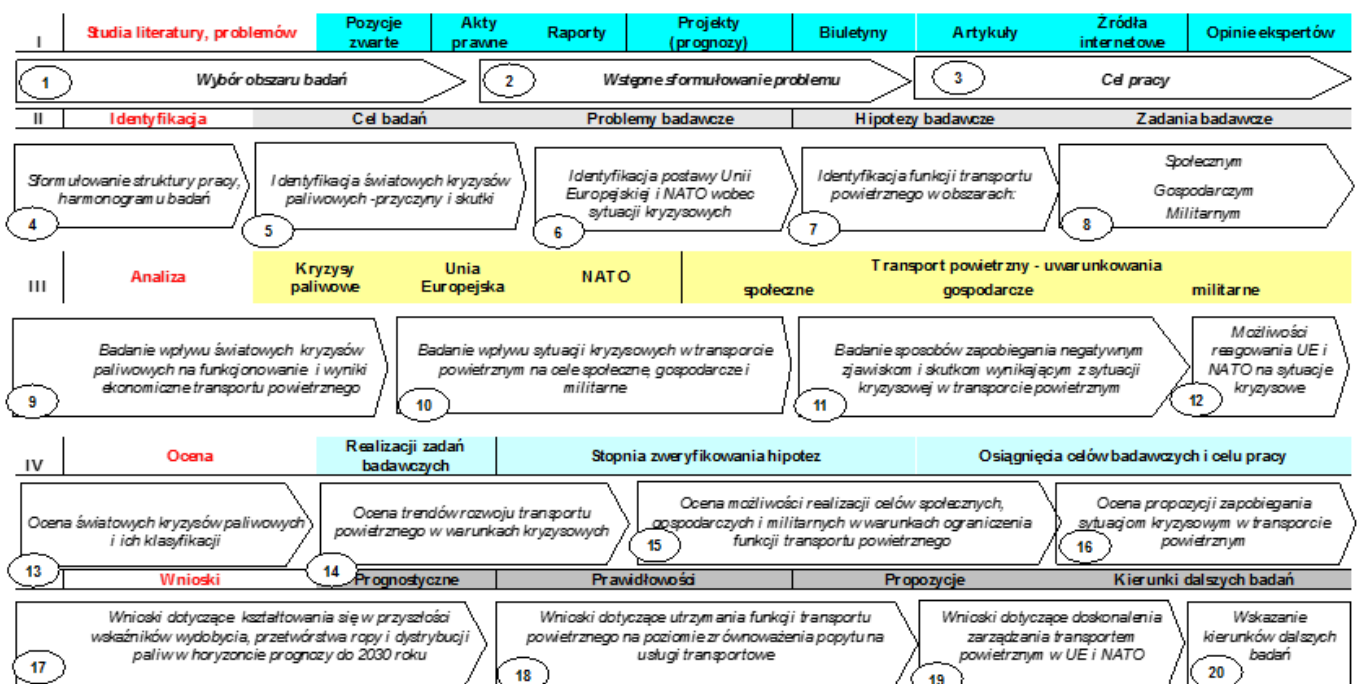 I
Studia literatury, problemów
Pozycje zwarte
Akty prawne
Raporty
Projekty (prognozy)
Biuletyny
Artykuły
Źródła internetowe
Opinie ekspertów
1
Wybór obszaru badań
2
Wstępne sformułowanie problemu
3
Cel pracy
II
Identyfikacja
Cel badań
Problemy badawcze
Hipotezy badawcze
Zadania badawcze
Sformułowanie struktury pracy,
harmonogramu badań
4
Identyfikacja światowych kryzysów
paliwowych -przyczyny i skutki
5
Identyfikacja postawy Unii
Europejskiej i NATO wobec
sytuacji kryzysowych
6
Identyfikacja funkcji transportu
powietrznego w obszarach:
7
Społecznym
Gospodarczym
Militarnym
8
III
Analiza
Kryzysy
paliwowe
Unia
Europejska
NATO
Transport powietrzny - uwarunkowania
społeczne
gospodarcze
militarne
Badanie wpływu światowych kryzysów
paliwowych na funkcjonowanie i wyniki
ekonomiczne transportu powietrznego
9
Badanie wpływu sytuacji kryzysowych w transporcie
powietrznym na cele społeczne, gospodarcze i
militarne
10
Badanie sposobów zapobiegania negatywnym
zjawiskom i skutkom wynikającym z sytuacji
kryzysowej w transporcie powietrznym
11
Możliwości
reagowania UE i
NATO na sytuacje
kryzysowe
12
IV
Ocena
Realizacji zadań
badawczych
Stopnia zweryfikowania hipotez
Osiągnięcia celów badawczych i celu pracy
Ocena światowych kryzysów paliwowych
i ich klasyfikacji
13
Ocena trendów rozwoju transportu
powietrznego w warunkach kryzysowych
14
Ocena możliwości realizacji celów społecznych,
gospodarczych i militarnych w warunkach ograniczenia
funkcji transportu powietrznego
15
Ocena propozycji zapobiegania
sytuacjom kryzysowym w transporcie
powietrznym
16
Wnioski
Prognostyczne
Prawidłowości
Propozycje
Kierunki dalszych badań
Wnioski dotyczące kształtowania się w przyszłości
wskaźników wydobycia, przetwórstwa ropy i dystrybucji
paliw w horyzoncie prognozy do 2030 roku
17
Wnioski dotyczące utrzymania funkcji transportu
powietrznego na poziomie zrównoważenia popytu na
usługi transportowe
18
Wnioski dotyczące doskonalenia
zarządzania transportem
powietrznym w UE i NATO
19
Wskazanie
kierunków dalszych
badań
20